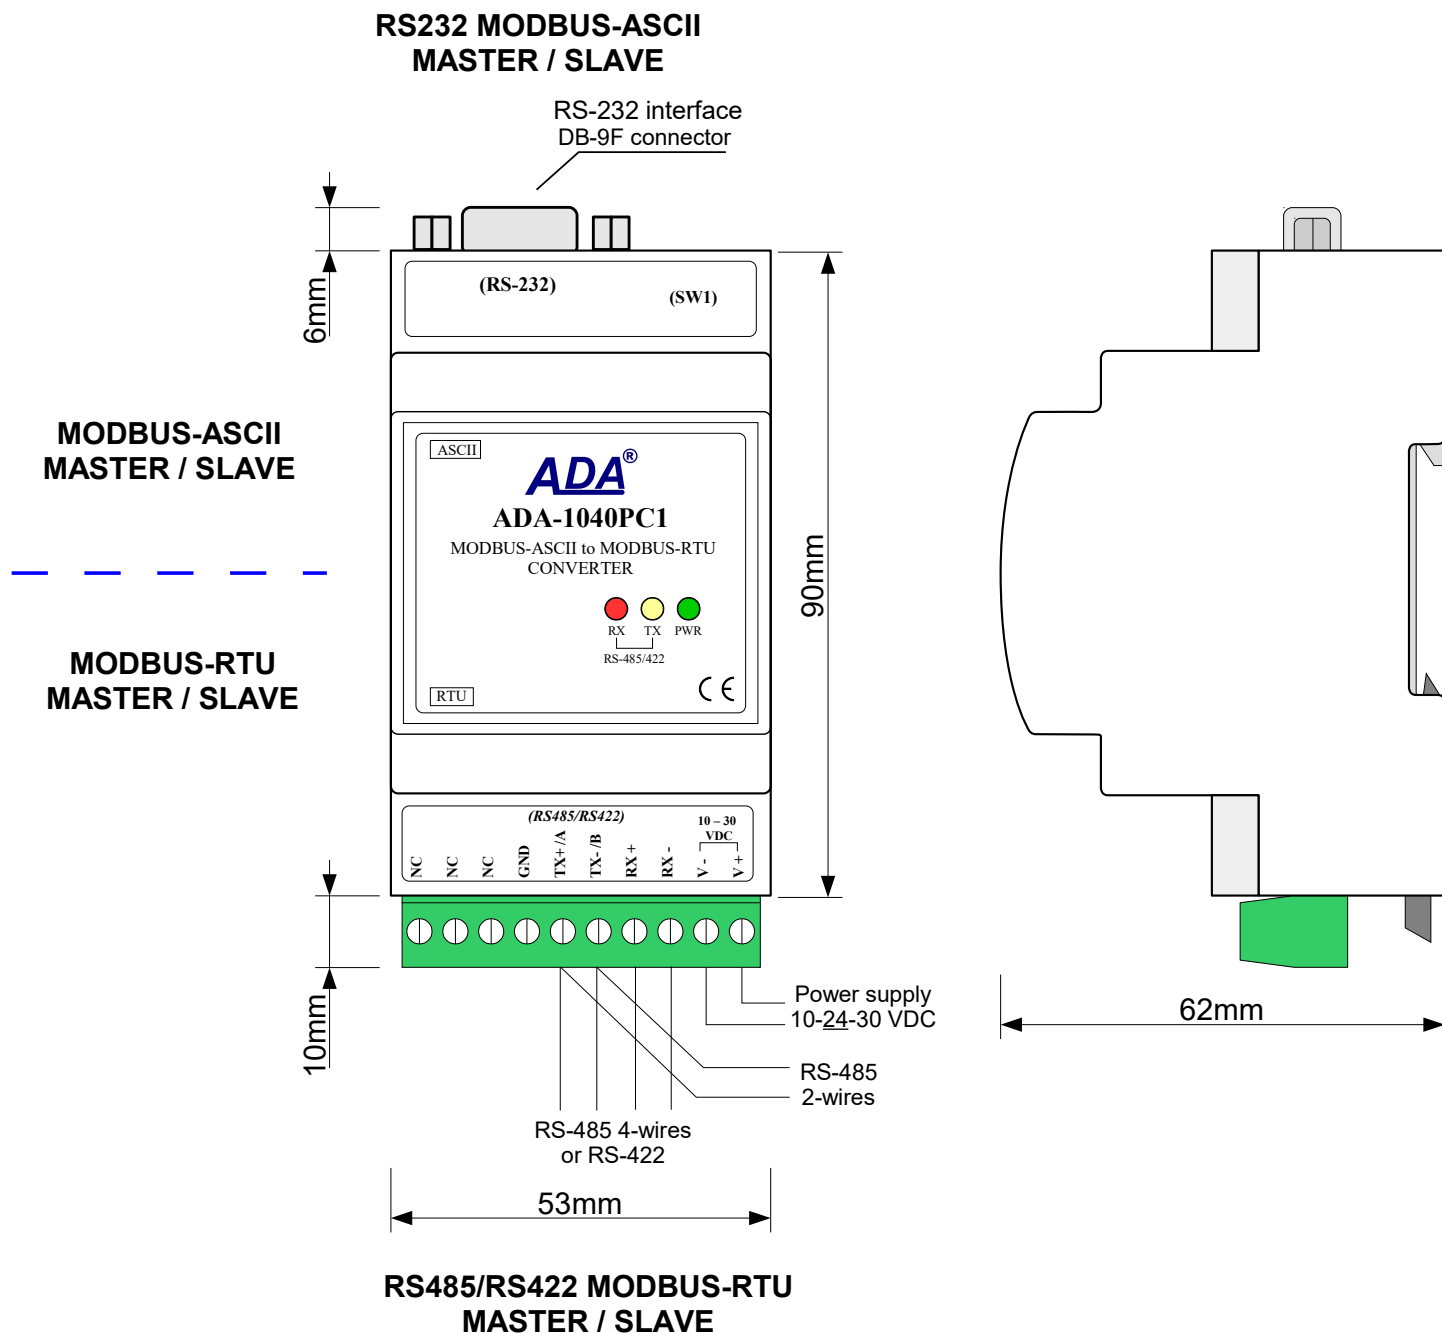 RS232 MODBUS-ASCII
MASTER / SLAVE
RS-232 interface
DB-9F connector
6mm
(RS-232)
(SW1)
MODBUS-ASCII
MASTER / SLAVE
ASCII
ADA®
ADA-1040PC1
MODBUS-ASCII to MODBUS-RTU
CONVERTER
RX TX PWR
RS-485/422
RTU
CE
90mm
MODBUS-RTU
MASTER / SLAVE
(RS485/RS422)
10 – 30
VDC
NC
NC
NC
GND
TX+ /A
TX- /B
RX +
RX -
V -
V +
10mm
Power supply
10-24-30 VDC
RS-485
2-wires
RS-485 4-wires
or RS-422
53mm
62mm
RS485/RS422 MODBUS-RTU
MASTER / SLAVE